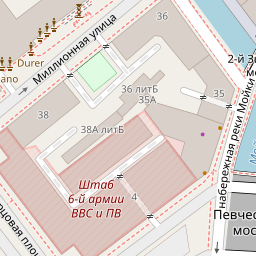 36
Миллионная улица
Durer
2-й З
36 литБ
35А
35
38
38А литБ
набережная реки Мойки
Штаб
6-й армии
ВВС и ПВ
4
Певчес
мос